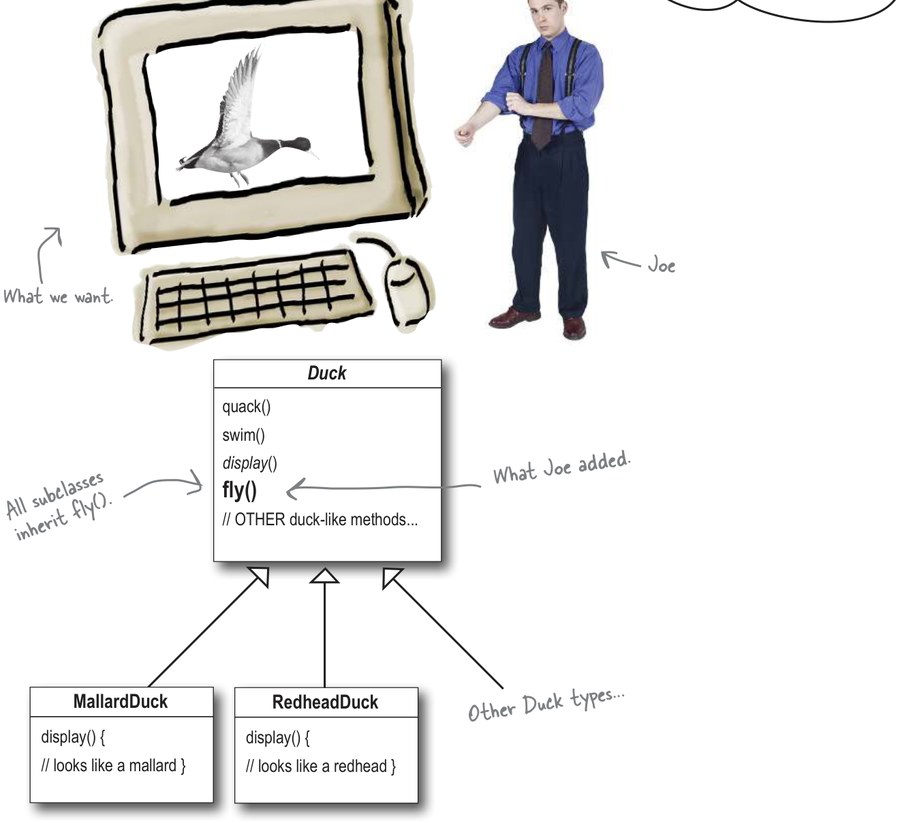 What we want.
Joe
Duck
quack()
swim()
display()
fly()
// OTHER duck-like methods...
All subclasses
inherit fly().
What Joe added.
MallardDuck
display() {
// looks like a mallard }
RedheadDuck
display() {
// looks like a redhead }
Other Duck types...